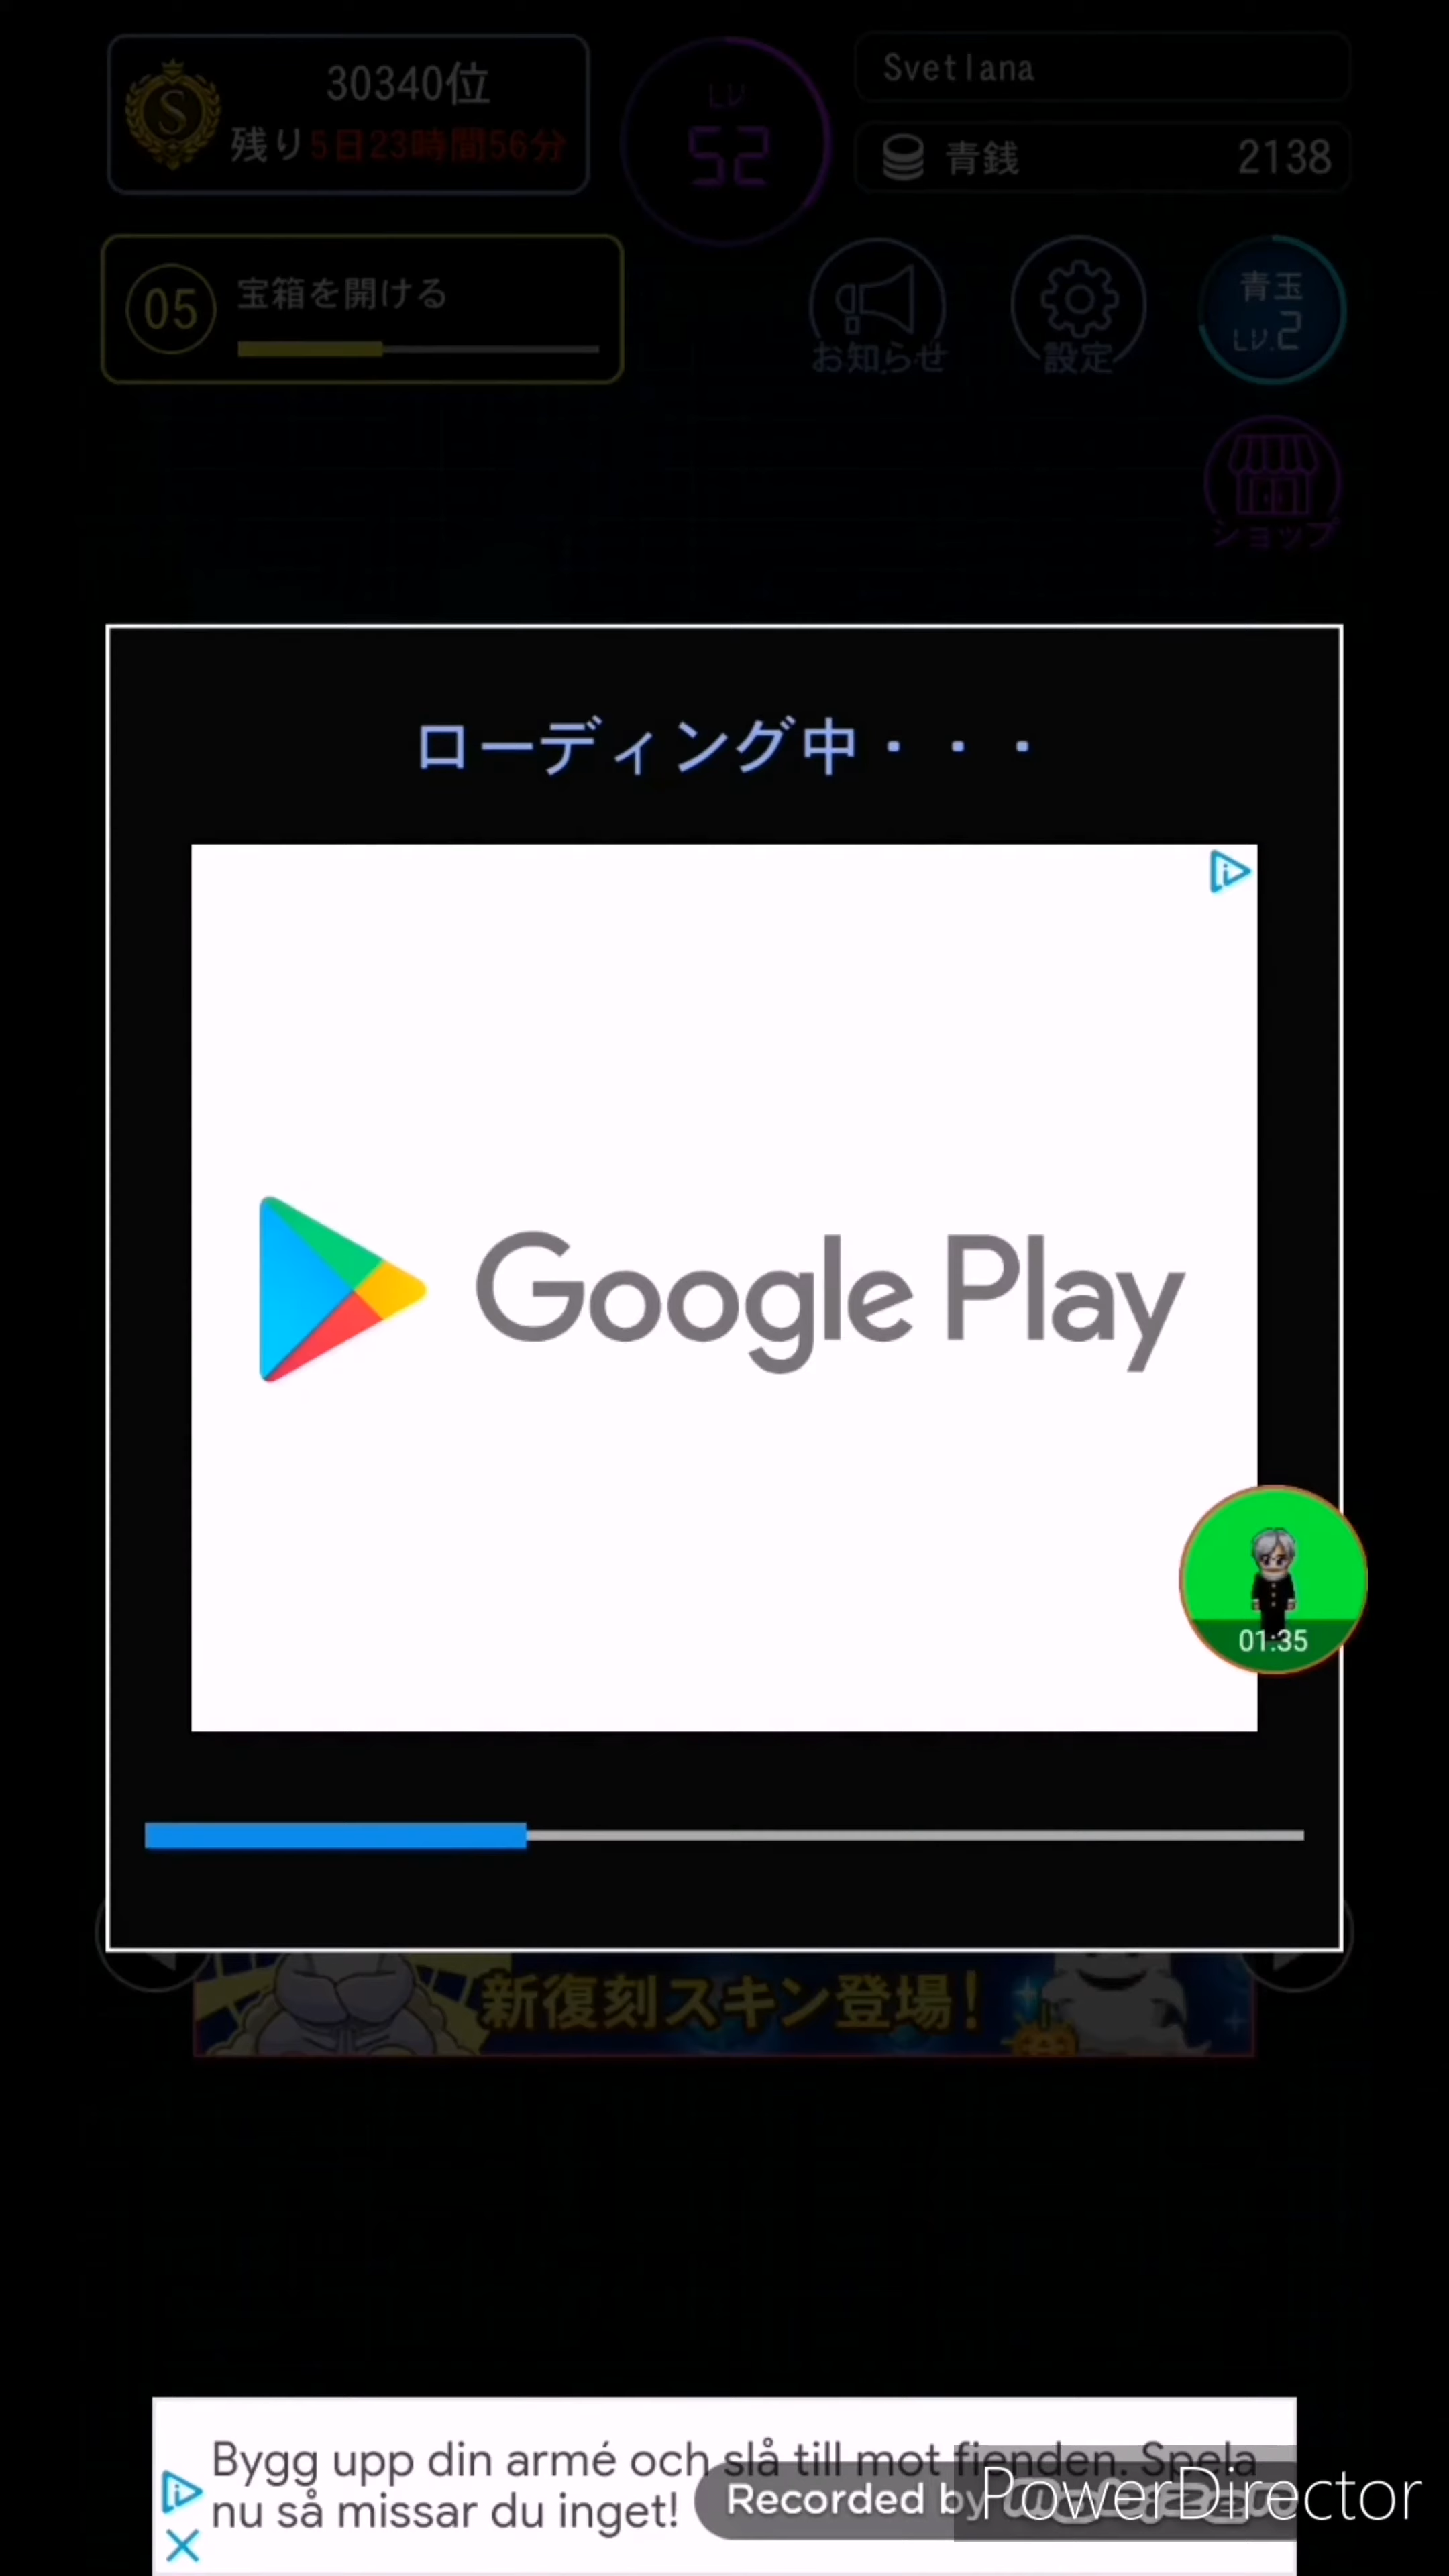 30340位
残り5日23時間56分
LV
52
Svetlana
青銭 2138
05 宝箱を開ける
お知らせ
設定
青玉
LV.2
ショップ
ローディング中・・・
Google Play
01:35
新復刻スキン登場!
Bygg upp din armé och slå till mot fienden. Spela
nu så missar du inget!
Recorded by
PowerDirector